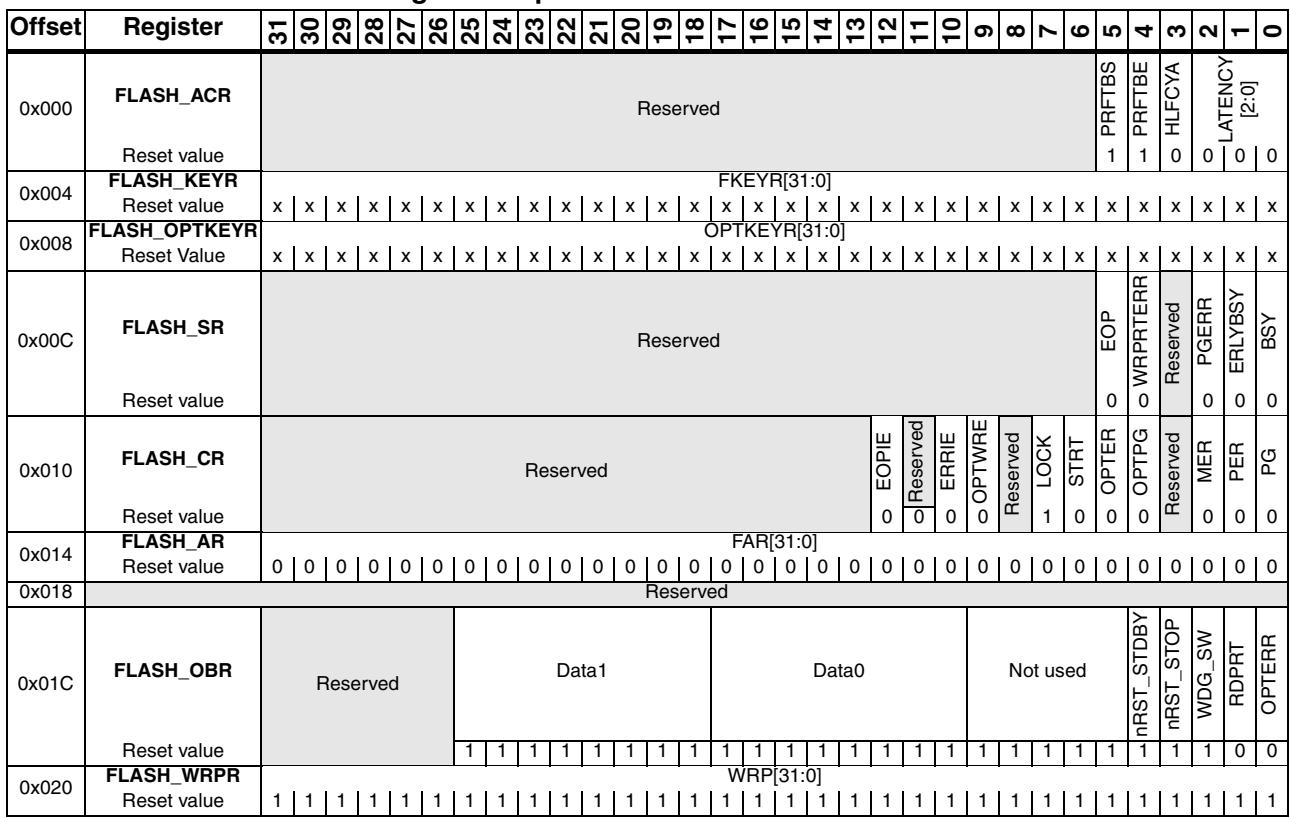 Offset Register 31 30 29 28 27 26 25 24 23 22 21 20 19 18 17 16 15 14 13 12 11 10 9 8 7 6 5 4 3 2 1 0
0x000 FLASH_ACR Reserved PRFTBS PRFTBE HLFCYA LATENCY [2:0]
Reset value 1 1 0 0 0 0
0x004 FLASH_KEYR FKEYR[31:0]
Reset value x x x x x x x x x x x x x x x x x x x x x x x x x x x x x x x x
0x008 FLASH_OPTKEYR OPTKEYR[31:0]
Reset Value x x x x x x x x x x x x x x x x x x x x x x x x x x x x x x x x
0x00C FLASH_SR Reserved EOP WRPRTERR Reserved PGERR ERLYBSY BSY
Reset value 0 0 0 0 0
0x010 FLASH_CR Reserved EOPIE Reserved ERRIE OPTWRE Reserved LOCK STRT OPTER OPTPG Reserved MER PER PG
Reset value 0 0 0 0 1 0 0 0 0 0 0
0x014 FLASH_AR FAR[31:0]
Reset value 0 0 0 0 0 0 0 0 0 0 0 0 0 0 0 0 0 0 0 0 0 0 0 0 0 0 0 0 0 0 0 0
0x018 Reserved
0x01C FLASH_OBR Reserved Data1 Data0 Not used nRST_STDBY nRST_STOP WDG_SW RDPRT OPTERR
Reset value 1 1 1 1 1 1 1 1 1 1 1 1 1 1 1 1 1 1 1 1 1 1 1 1 0 0
0x020 FLASH_WRPR WRP[31:0]
Reset value 1 1 1 1 1 1 1 1 1 1 1 1 1 1 1 1 1 1 1 1 1 1 1 1 1 1 1 1 1 1 1 1